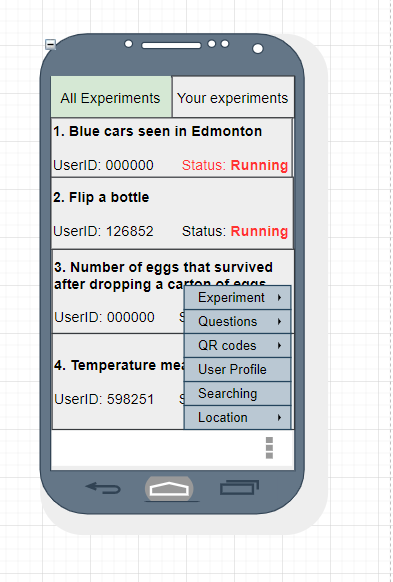 All Experiments
Your experiments
1. Blue cars seen in Edmonton
UserID: 000000
Status: Running
2. Flip a bottle
UserID: 126852
Status: Running
3. Number of eggs that survived
after dropping a carton of eggs
UserID: 000000
4. Temperature
UserID: 598251
Experiment
Questions
QR codes
User Profile
Searching
Location